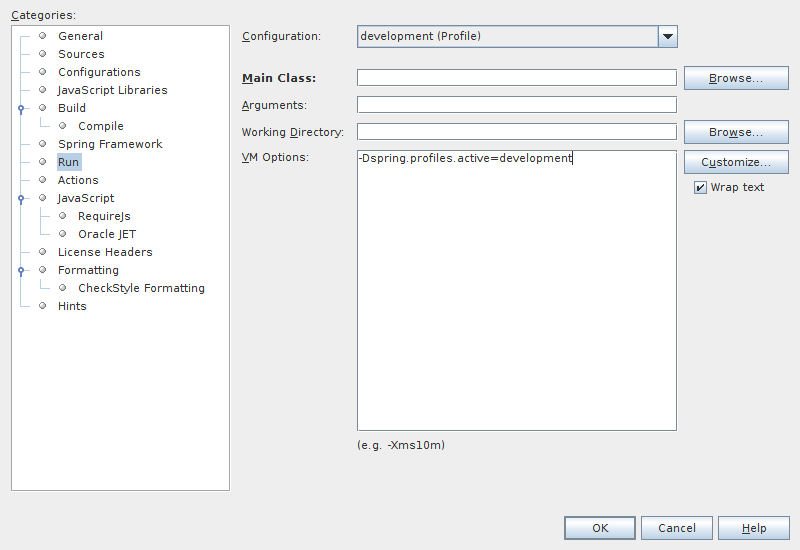 Categories:
General
Sources
Configurations
JavaScript Libraries
Build
Compile
Spring Framework
Run
Actions
JavaScript
RequireJs
Oracle JET
License Headers
Formatting
CheckStyle Formatting
Hints
Configuration: development (Profile)
Main Class: Browse...
Arguments:
Working Directory: Browse...
VM Options: -Dspring.profiles.active=development Customize...
Wrap text
(e.g. -Xms10m)
OK Cancel Help